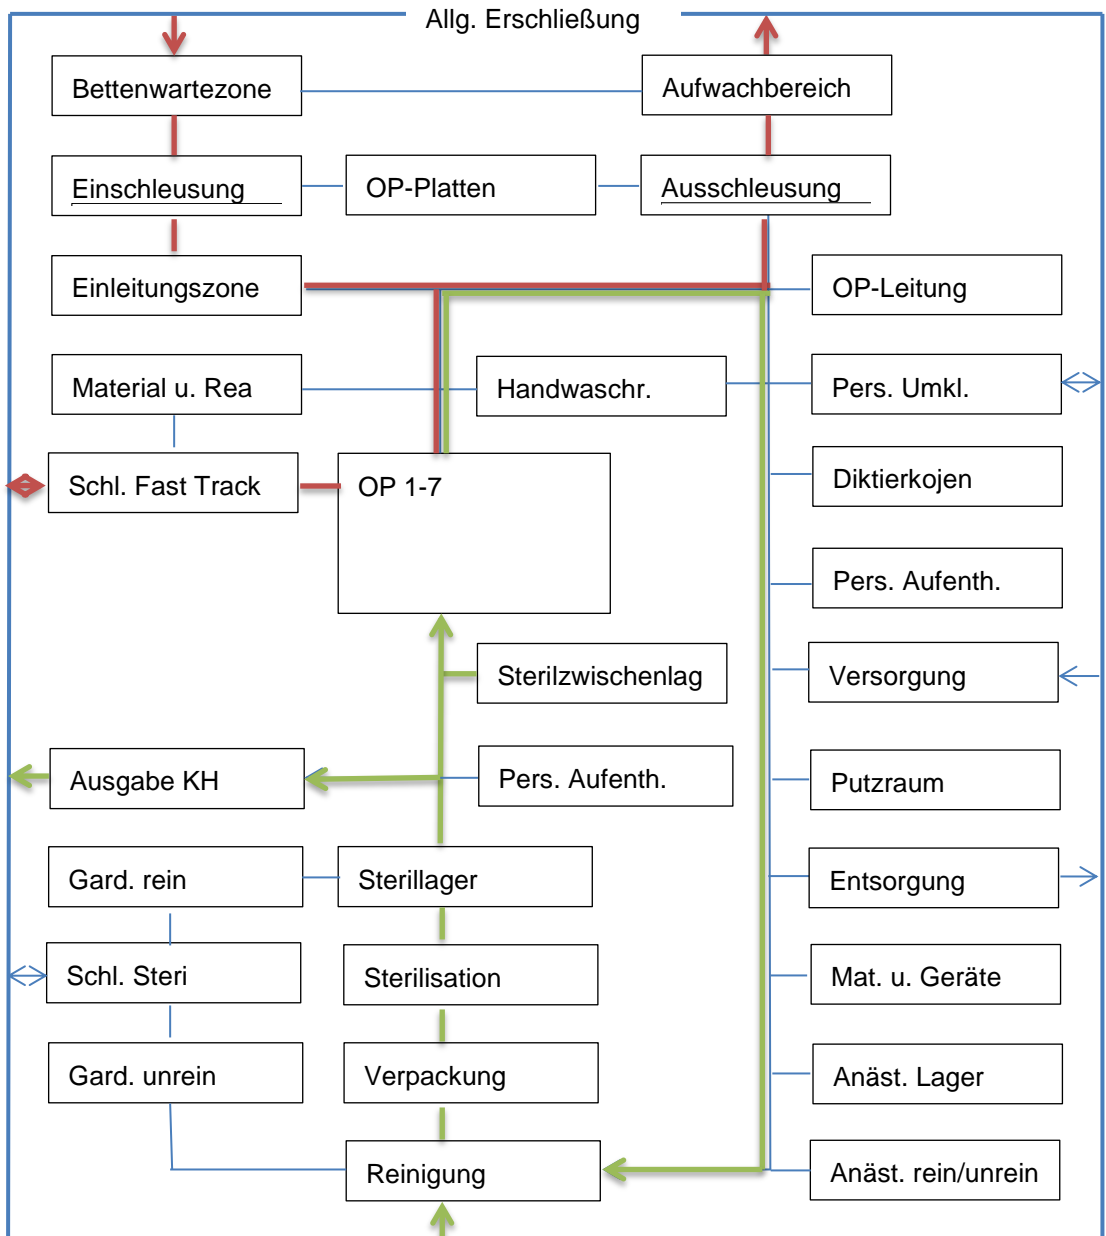 Allg. Erschließung
Bettenwartezone
Aufwachbereich
Einschleusung
OP-Platten
Ausschleusung
Einleitungszone
OP-Leitung
Material u. Rea
Handwaschr.
Pers. Umkl.
Schl. Fast Track
OP 1-7
Diktierkojen
Pers. Aufenth.
Sterilzwischenlag
Versorgung
Ausgabe KH
Pers. Aufenth.
Putzraum
Gard. rein
Sterillager
Entsorgung
Schl. Steri
Sterilisation
Mat. u. Geräte
Gard. unrein
Verpackung
Anäst. Lager
Reinigung
Anäst. rein/unrein